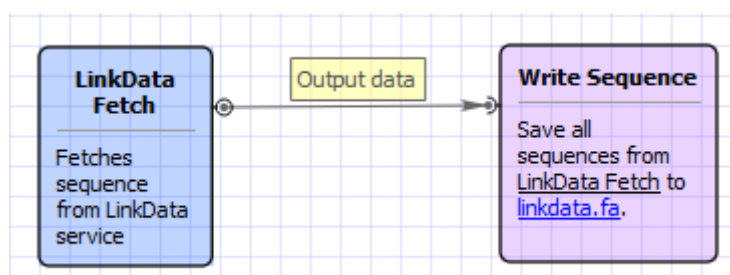 LinkData
Fetch
Fetches
sequence
from LinkData
service
Output data
Write Sequence
Save all
sequences from
LinkData Fetch to
linkdata.fa.